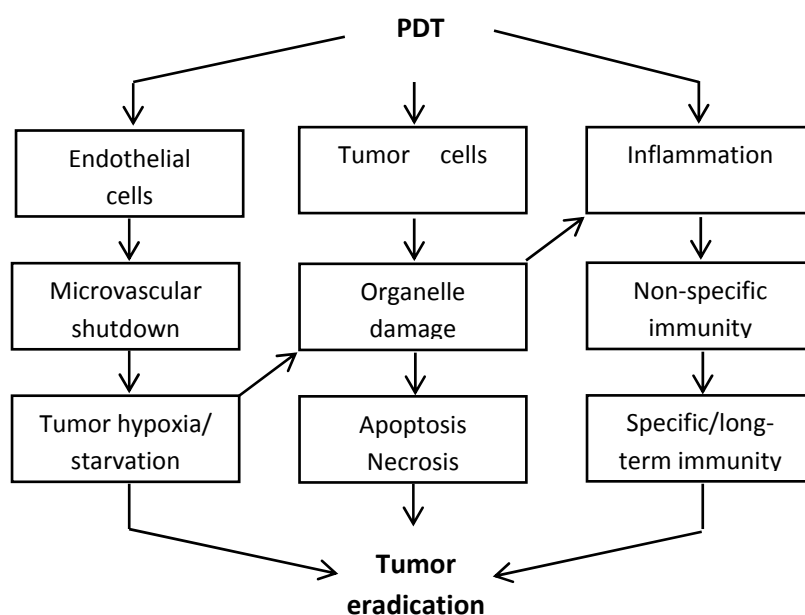 PDT
Endothelial
cells
Tumor cells
Inflammation
Microvascular
shutdown
Organelle
damage
Non-specific
immunity
Tumor hypoxia/
starvation
Apoptosis
Necrosis
Specific/long-
term immunity
Tumor
eradication